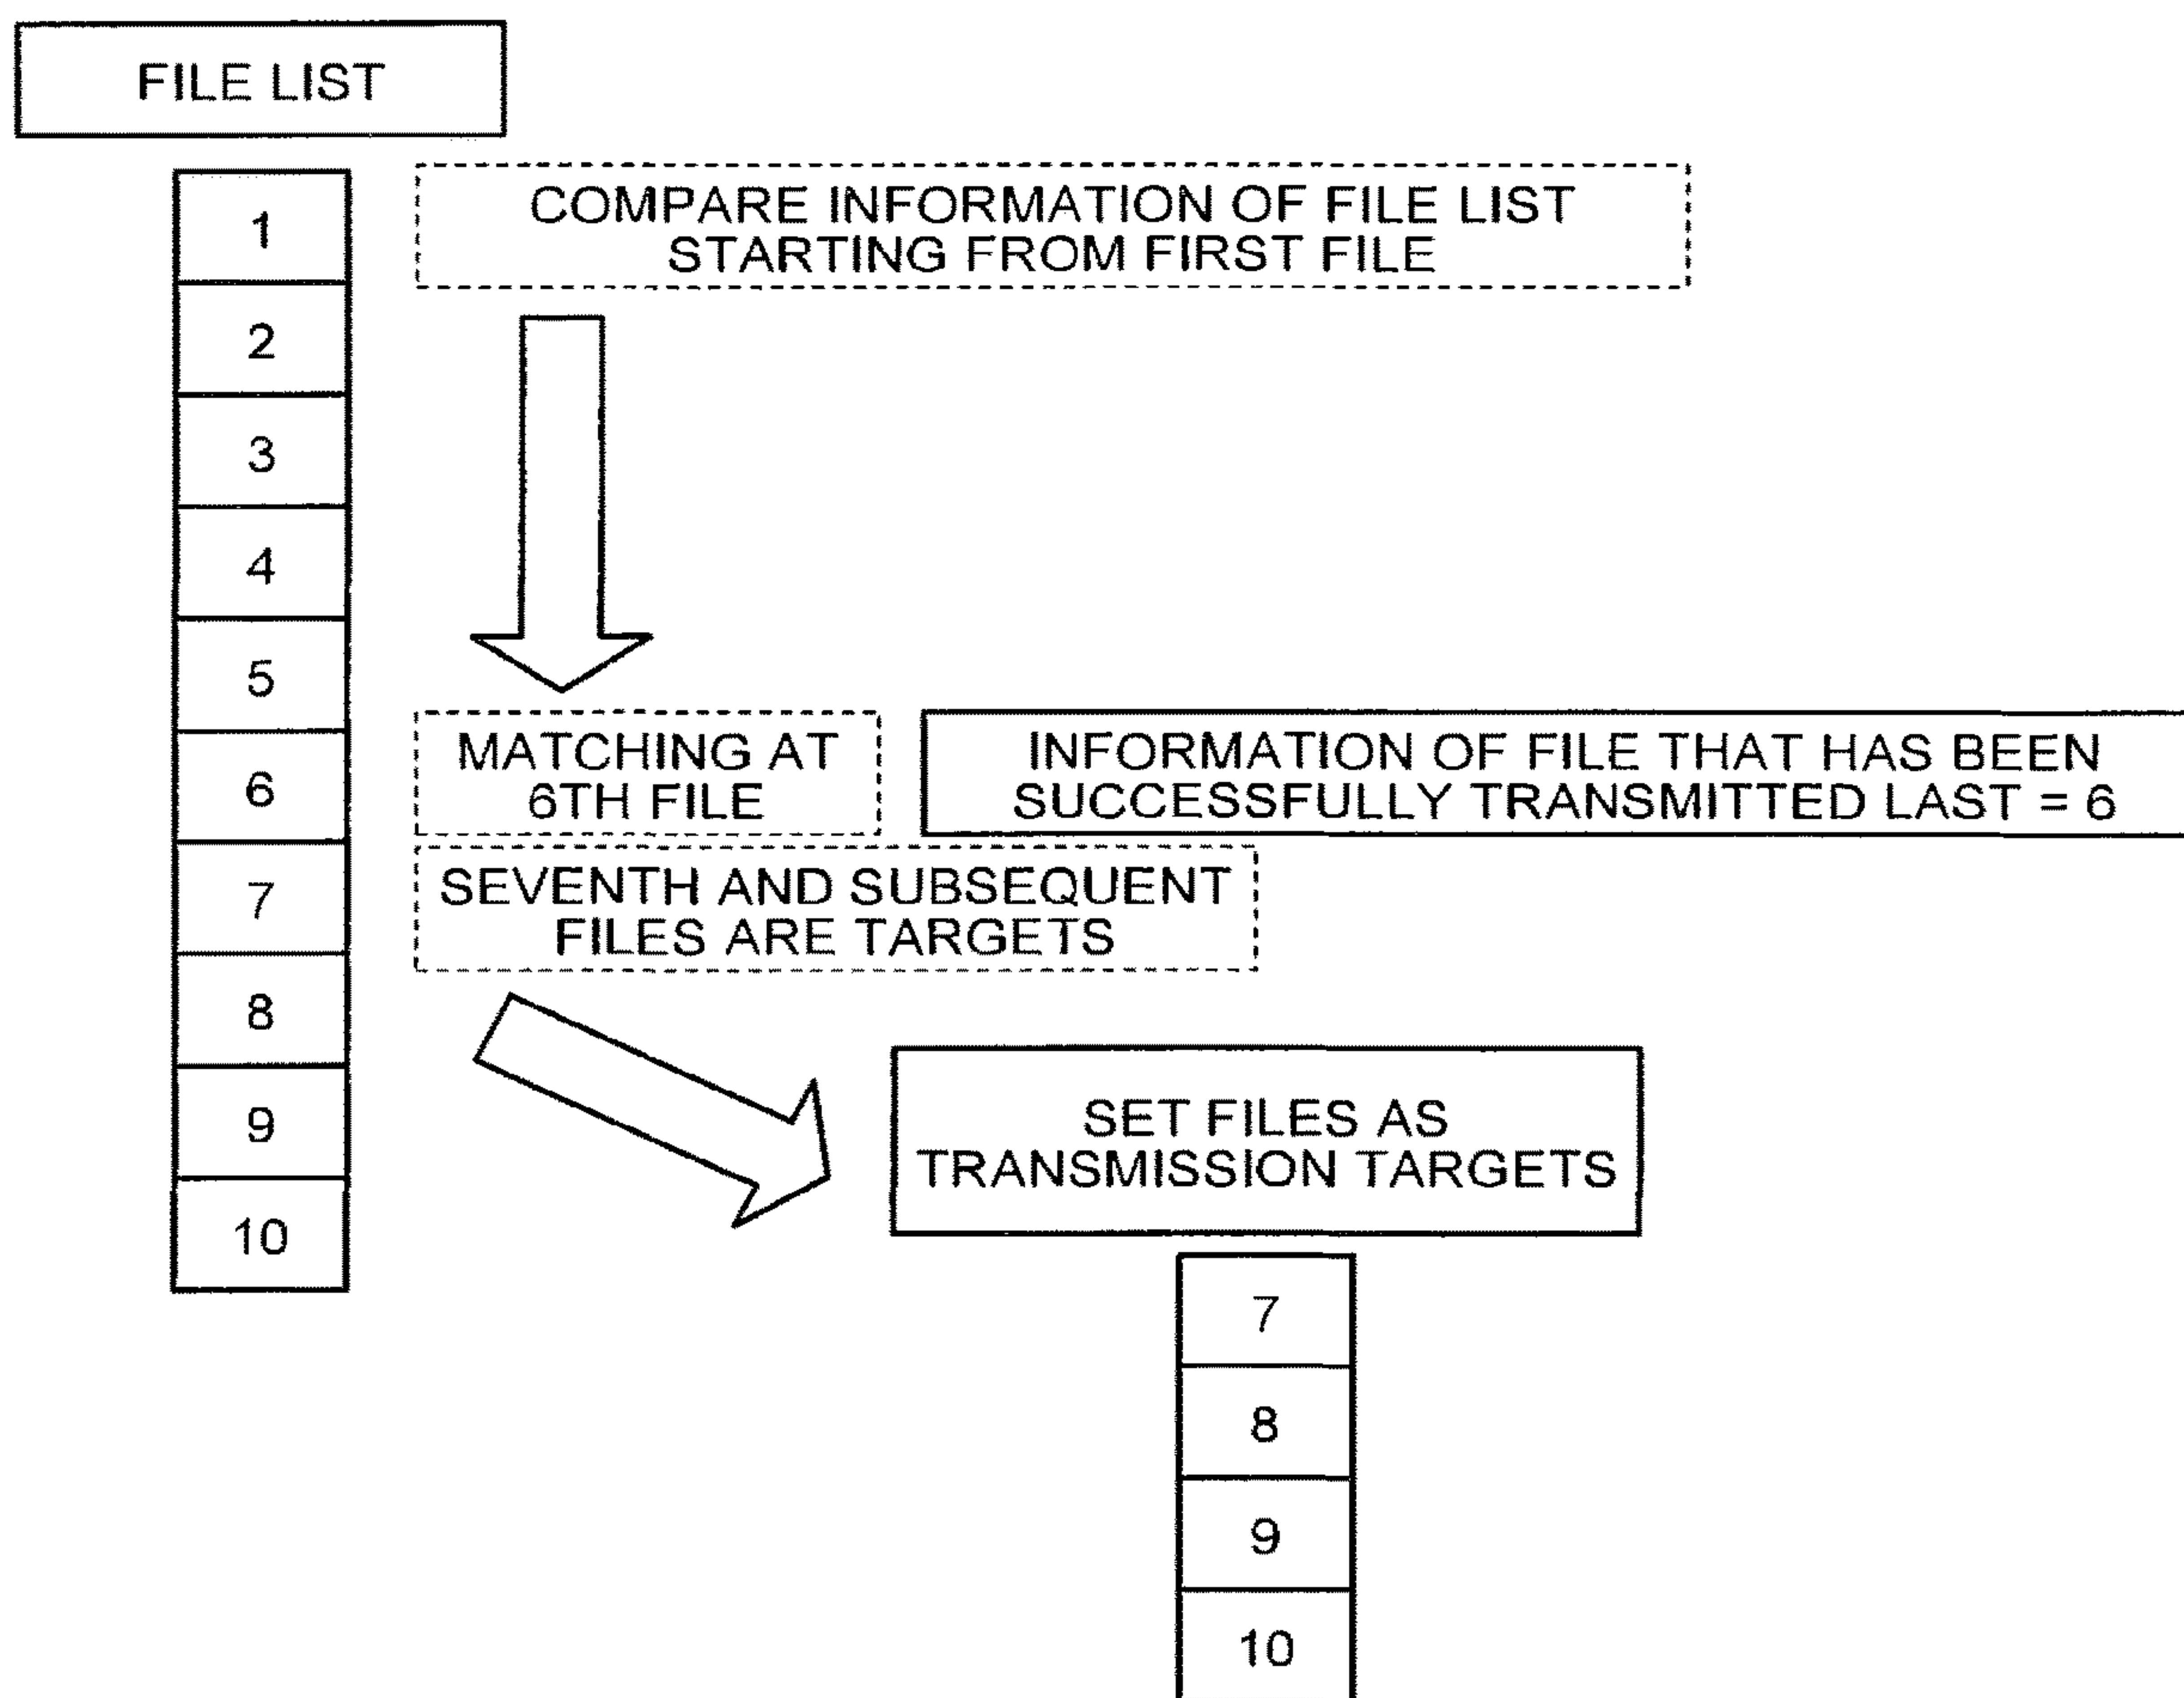 FILE LIST
1
COMPARE INFORMATION OF FILE LIST
STARTING FROM FIRST FILE
2
3
4
5
6
MATCHING AT
6TH FILE
INFORMATION OF FILE THAT HAS BEEN
SUCCESSFULLY TRANSMITTED LAST = 6
7
SEVENTH AND SUBSEQUENT
FILES ARE TARGETS
8
9
10
SET FILES AS
TRANSMISSION TARGETS
7
8
9
10